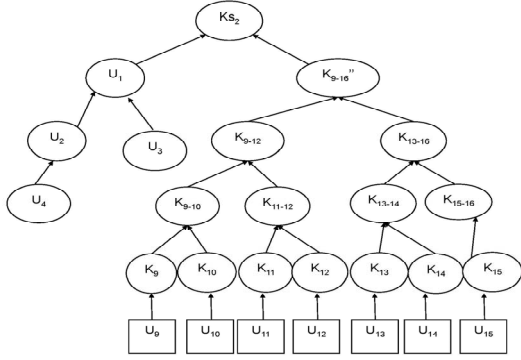 Ks2
U1 K9-16"
U2 U3 K9-12 K13-16
U4 K9-10 K11-12 K13-14 K15-16
K9 K10 K11 K12 K13 K14 K15
U9 U10 U11 U12 U13 U14 U15